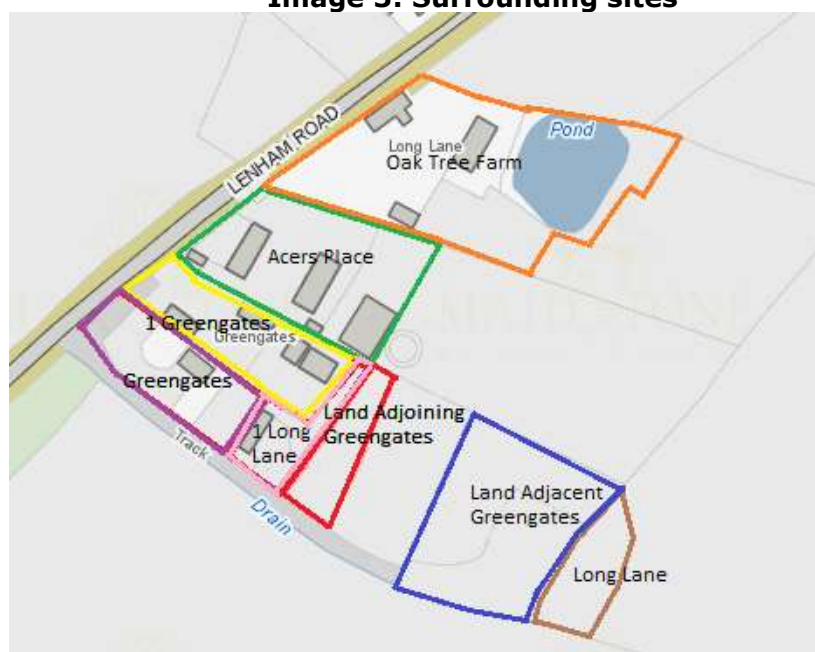 Image 3: Surrounding sites
LENHAM ROAD
Pond
Long Lane
Oak Tree Farm
Acers Place
1 Greengates
Greengates
Greengates
Land Adjoining
Greengates
1 Long
Lane
Track
Drain
Land Adjacent
Greengates
Long Lane